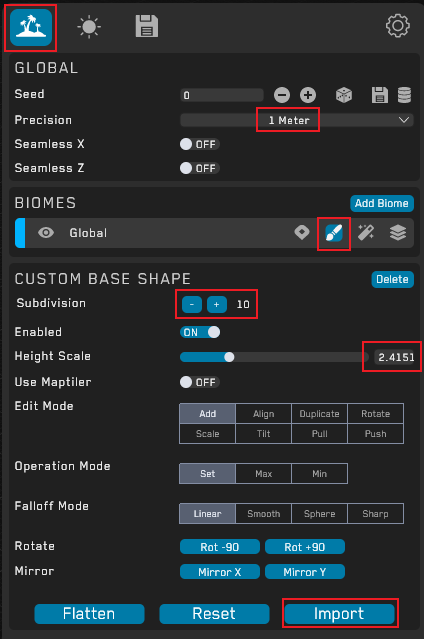 GLOBAL
Seed 0
Precision 1 Meter
Seamless X OFF
Seamless Z OFF
BIOMES Add Biome
Global
CUSTOM BASE SHAPE Delete
Subdivision - + 10
Enabled ON
Height Scale 2.4151
Use Maptiler OFF
Edit Mode Add Align Duplicate Rotate
Scale Tilt Pull Push
Operation Mode Set Max Min
Falloff Mode Linear Smooth Sphere Sharp
Rotate Rot -90 Rot +90
Mirror Mirror X Mirror Y
Flatten Reset Import